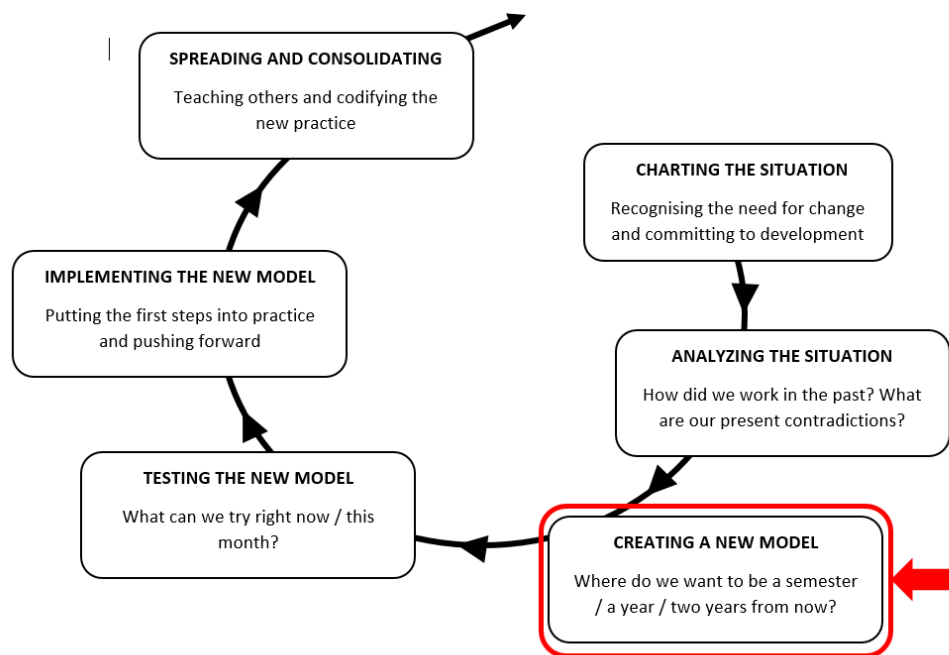 SPREADING AND CONSOLIDATING
Teaching others and codifying the
new practice
CHARTING THE SITUATION
Recognising the need for change
and committing to development
IMPLEMENTING THE NEW MODEL
Putting the first steps into practice
and pushing forward
ANALYZING THE SITUATION
How did we work in the past? What
are our present contradictions?
TESTING THE NEW MODEL
What can we try right now / this
month?
CREATING A NEW MODEL
Where do we want to be a semester
/ a year / two years from now?